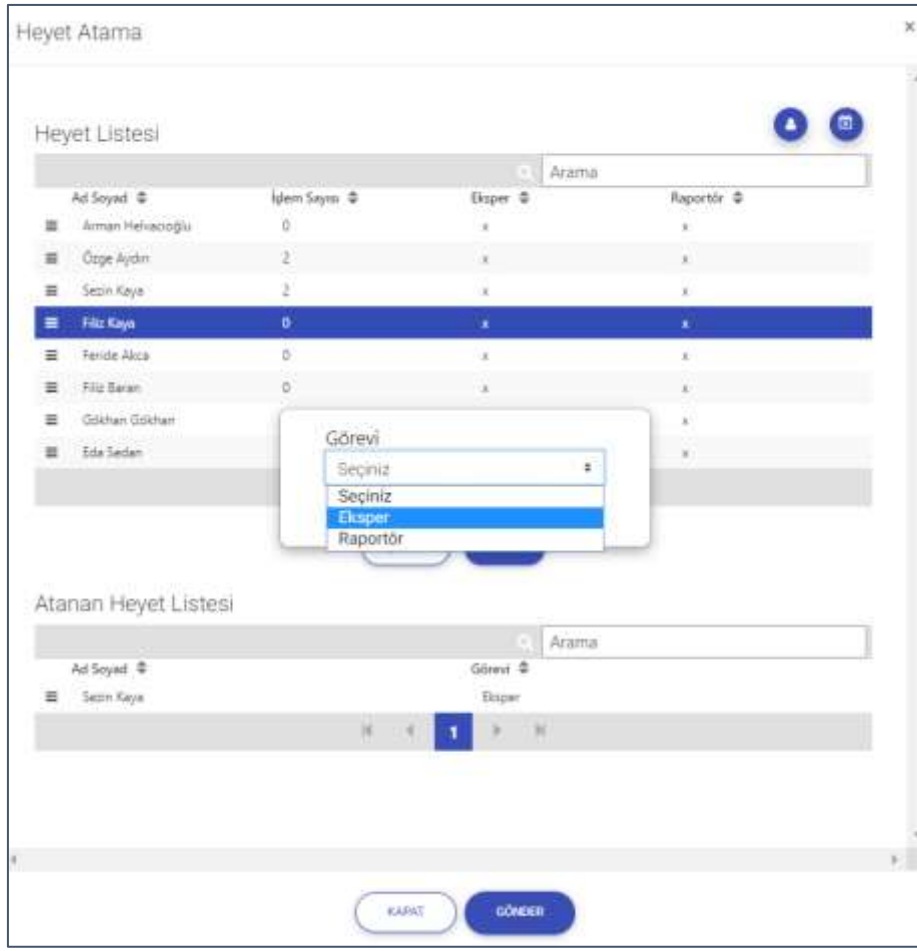 Heyet Atama x
Heyet Listesi
Arama
Ad Soyad İşlem Sayısı Eksper Raportör
Arman Helvacıoğlu 0 x x
Özge Aydın 2 x x
Sezin Kaya 2 x x
Filiz Kaya 0 x x
Feride Akca 0 x x
Filiz Baran 0 x x
Gökhan Gökhan x
Eda Sedan x
Görevi
Seçiniz
Seçiniz
Eksper
Raportör
Atanan Heyet Listesi
Arama
Ad Soyad Görevi
Sezin Kaya Eksper
1
KAPAT GÖNDER